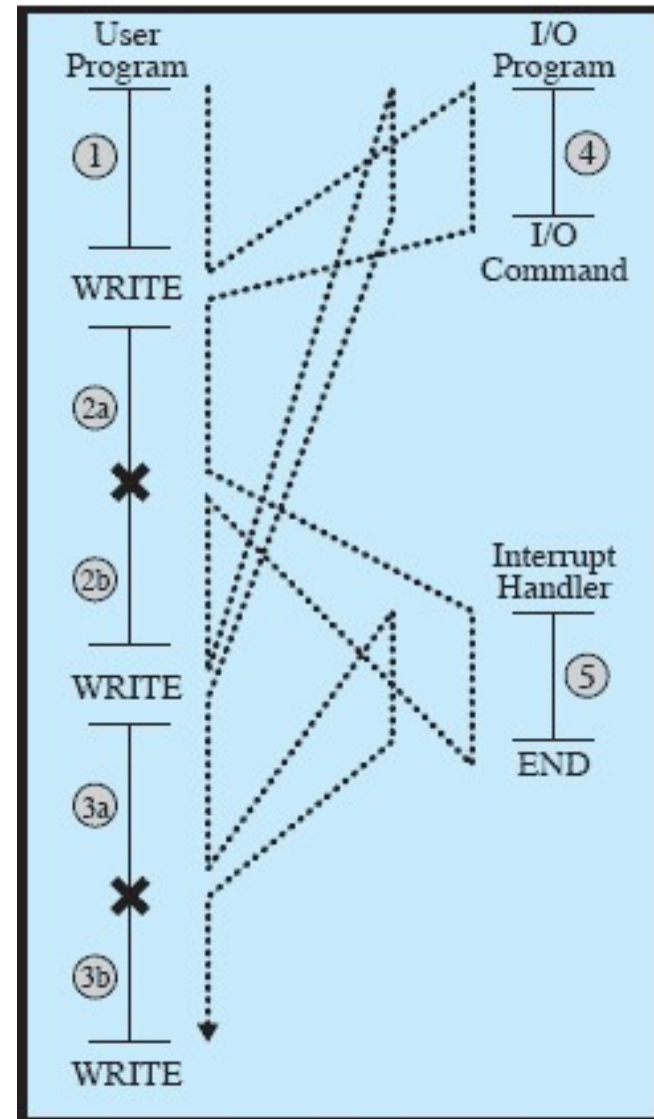 User
Program
1
WRITE
2a
2b
WRITE
3a
3b
WRITE
I/O
Program
4
I/O
Command
Interrupt
Handler
5
END